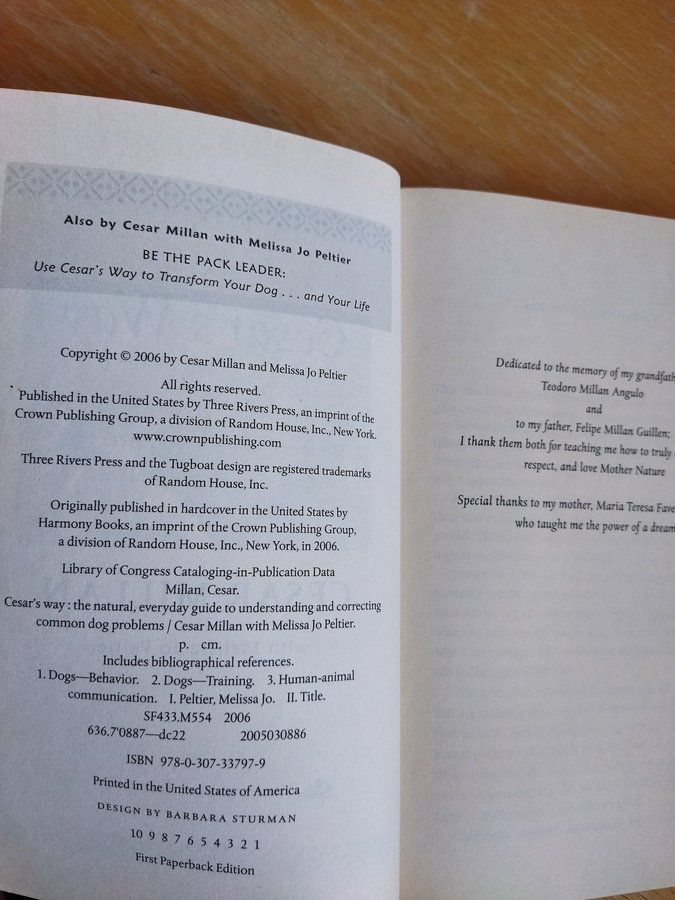 Also by Cesar Millan with Melissa Jo Peltier
BE THE PACK LEADER:
Use Cesar's Way to Transform Your Dog . . . and Your Life
Copyright © 2006 by Cesar Millan and Melissa Jo Peltier
All rights reserved.
Published in the United States by Three Rivers Press, an imprint of the
Crown Publishing Group, a division of Random House, Inc., New York.
www.crownpublishing.com
Three Rivers Press and the Tugboat design are registered trademarks
of Random House, Inc.
Originally published in hardcover in the United States by
Harmony Books, an imprint of the Crown Publishing Group,
a division of Random House, Inc., New York, in 2006.
Library of Congress Cataloging-in-Publication Data
Millan, Cesar.
Cesar's way : the natural, everyday guide to understanding and correcting
common dog problems / Cesar Millan with Melissa Jo Peltier.
p. cm.
Includes bibliographical references.
1. Dogs—Behavior. 2. Dogs—Training. 3. Human-animal
communication. I. Peltier, Melissa Jo. II. Title.
SF433.M554 2006
636.7'0887—dc22 2005030886
ISBN 978-0-307-33797-9
Printed in the United States of America
DESIGN BY BARBARA STURMAN
10 9 8 7 6 5 4 3 2 1
First Paperback Edition
Dedicated to the memory of my
Teodoro Millan Angulo
and
to my father, Felipe Millan Guillen;
I thank them both for teaching me how to truly
respect, and love Mother Nature
Special thanks to my mother, Maria Teresa
who taught me the power of a dream